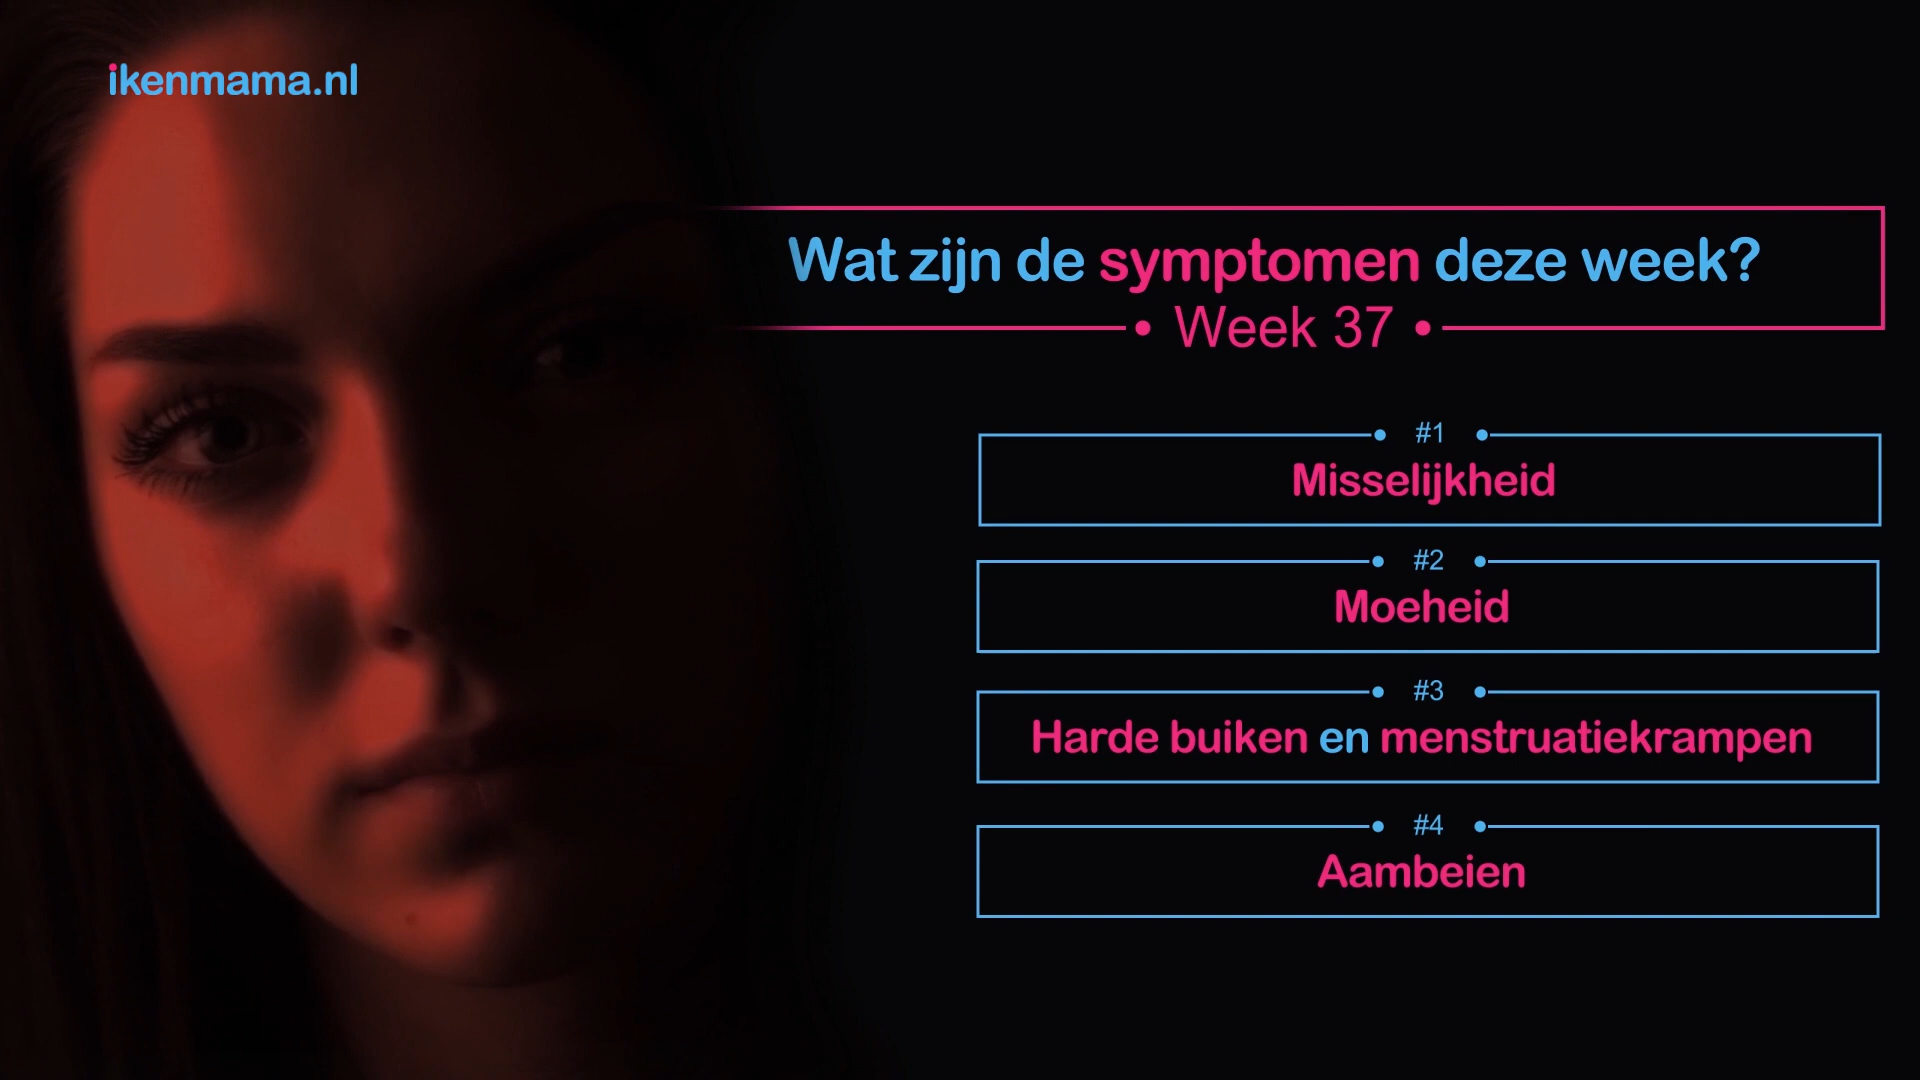 ikenmama.nl
Wat zijn de symptomen deze week?
Week 37
#1
Misselijkheid
#2
Moeheid
#3
Harde buiken en menstruatiekrampen
#4
Aambeien